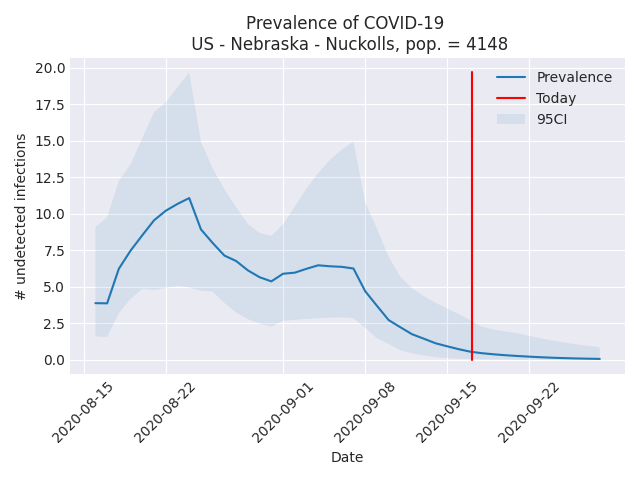 Prevalence of COVID-19
US - Nebraska - Nuckolls, pop. = 4148
20.0
17.5
15.0
12.5
10.0
7.5
5.0
2.5
0.0
# undetected infections
Prevalence
Today
95CI
2020-08-15
2020-08-22
2020-09-01
2020-09-08
2020-09-15
2020-09-22
Date